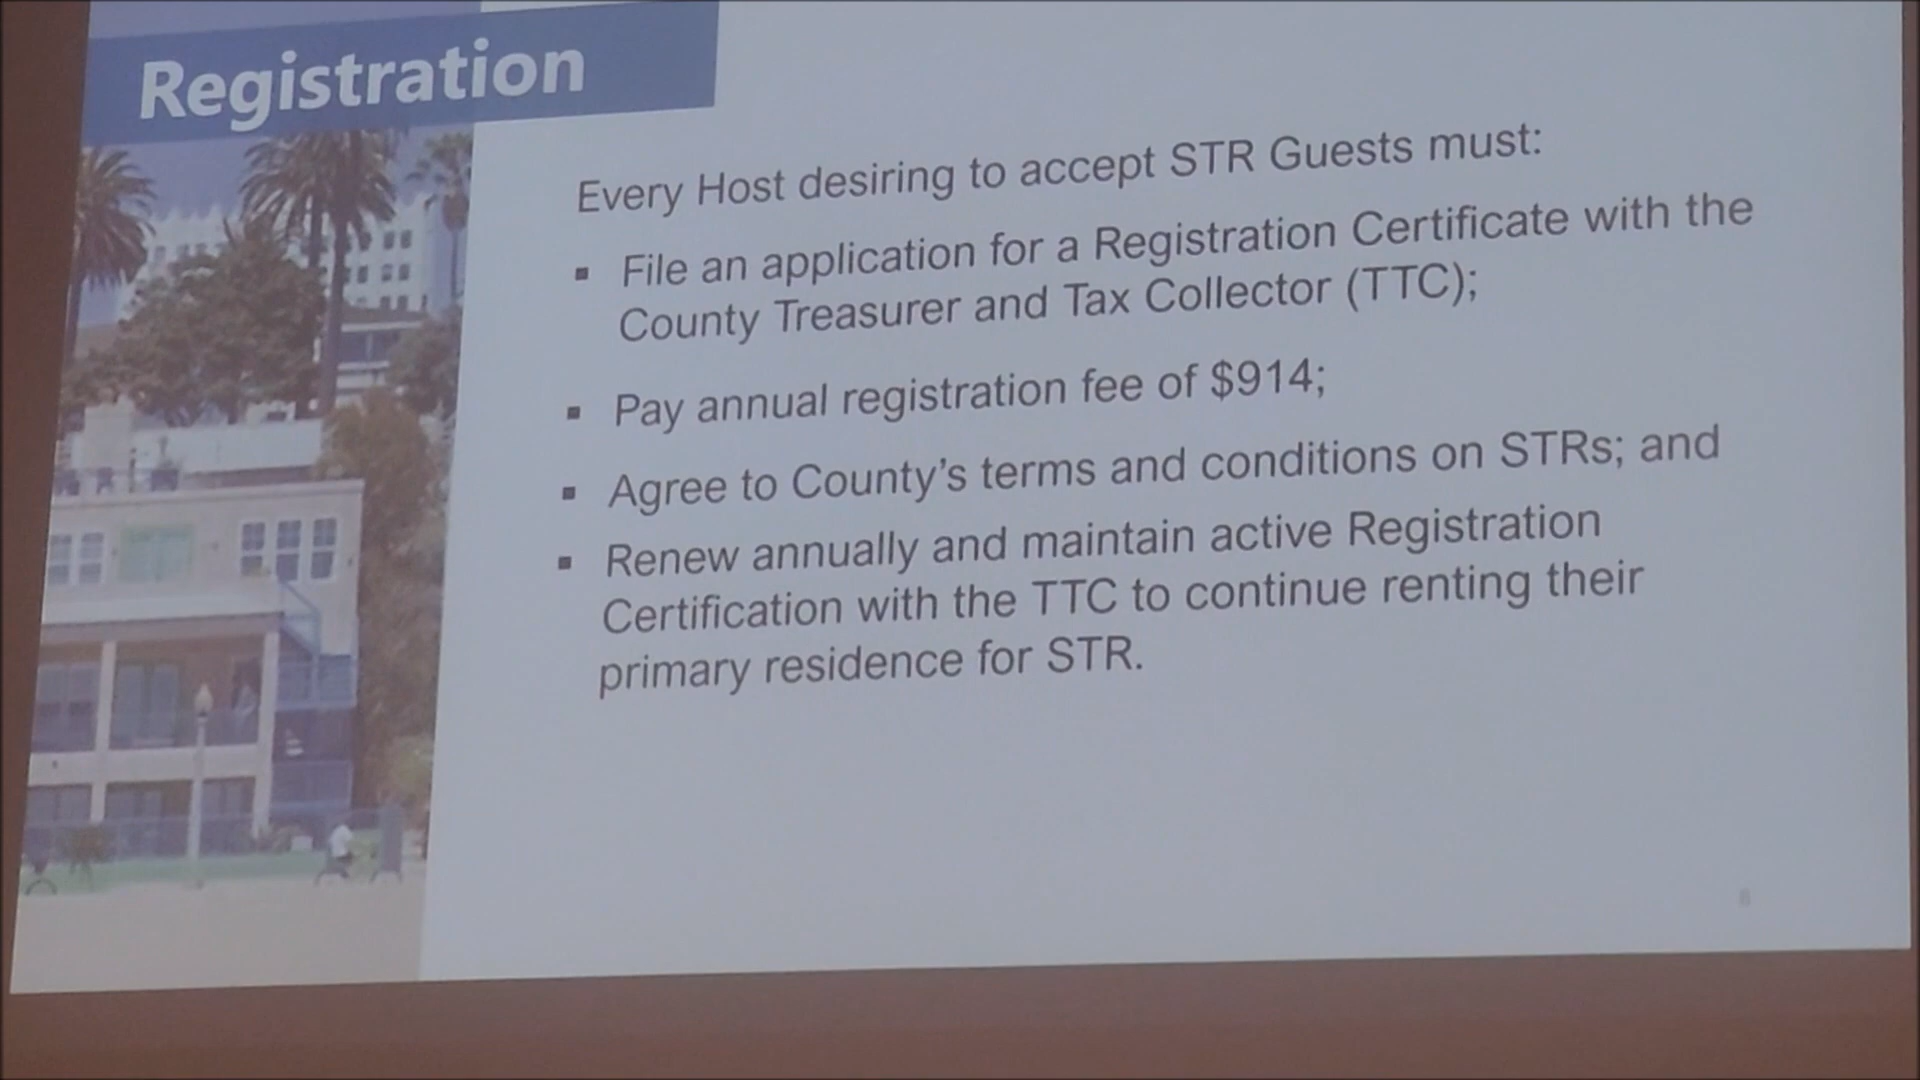 Registration
Every Host desiring to accept STR Guests must:
▪ File an application for a Registration Certificate with the
County Treasurer and Tax Collector (TTC);
▪ Pay annual registration fee of $914;
▪ Agree to County's terms and conditions on STRs; and
▪ Renew annually and maintain active Registration
Certification with the TTC to continue renting their
primary residence for STR.